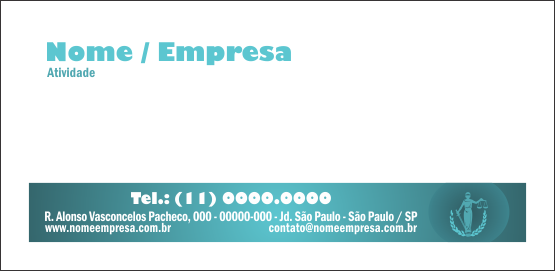 Nome / Empresa
Atividade
Tel.: (11) 0000.0000
R. Alonso Vasconcelos Pacheco, 000 - 00000-000 - Jd. São Paulo - São Paulo / SP
www.nomeempresa.com.br contato@nomeempresa.com.br